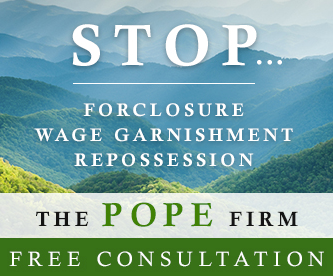 STOP...
FORCLOSURE
WAGE GARNISHMENT
REPOSSESSION
THE POPE FIRM
FREE CONSULTATION